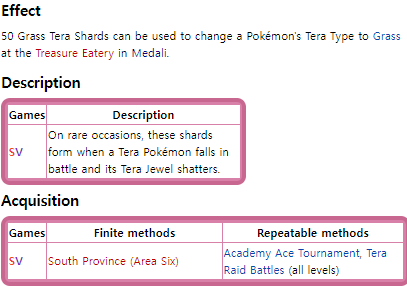 Effect
50 Grass Tera Shards can be used to change a Pokémon's Tera Type to Grass
at the Treasure Eatery in Medali.
Description
Games Description
SV On rare occasions, these shards
form when a Tera Pokémon falls in
battle and its Tera Jewel shatters.
Acquisition
Games Finite methods Repeatable methods
SV South Province (Area Six) Academy Ace Tournament, Tera
Raid Battles (all levels)